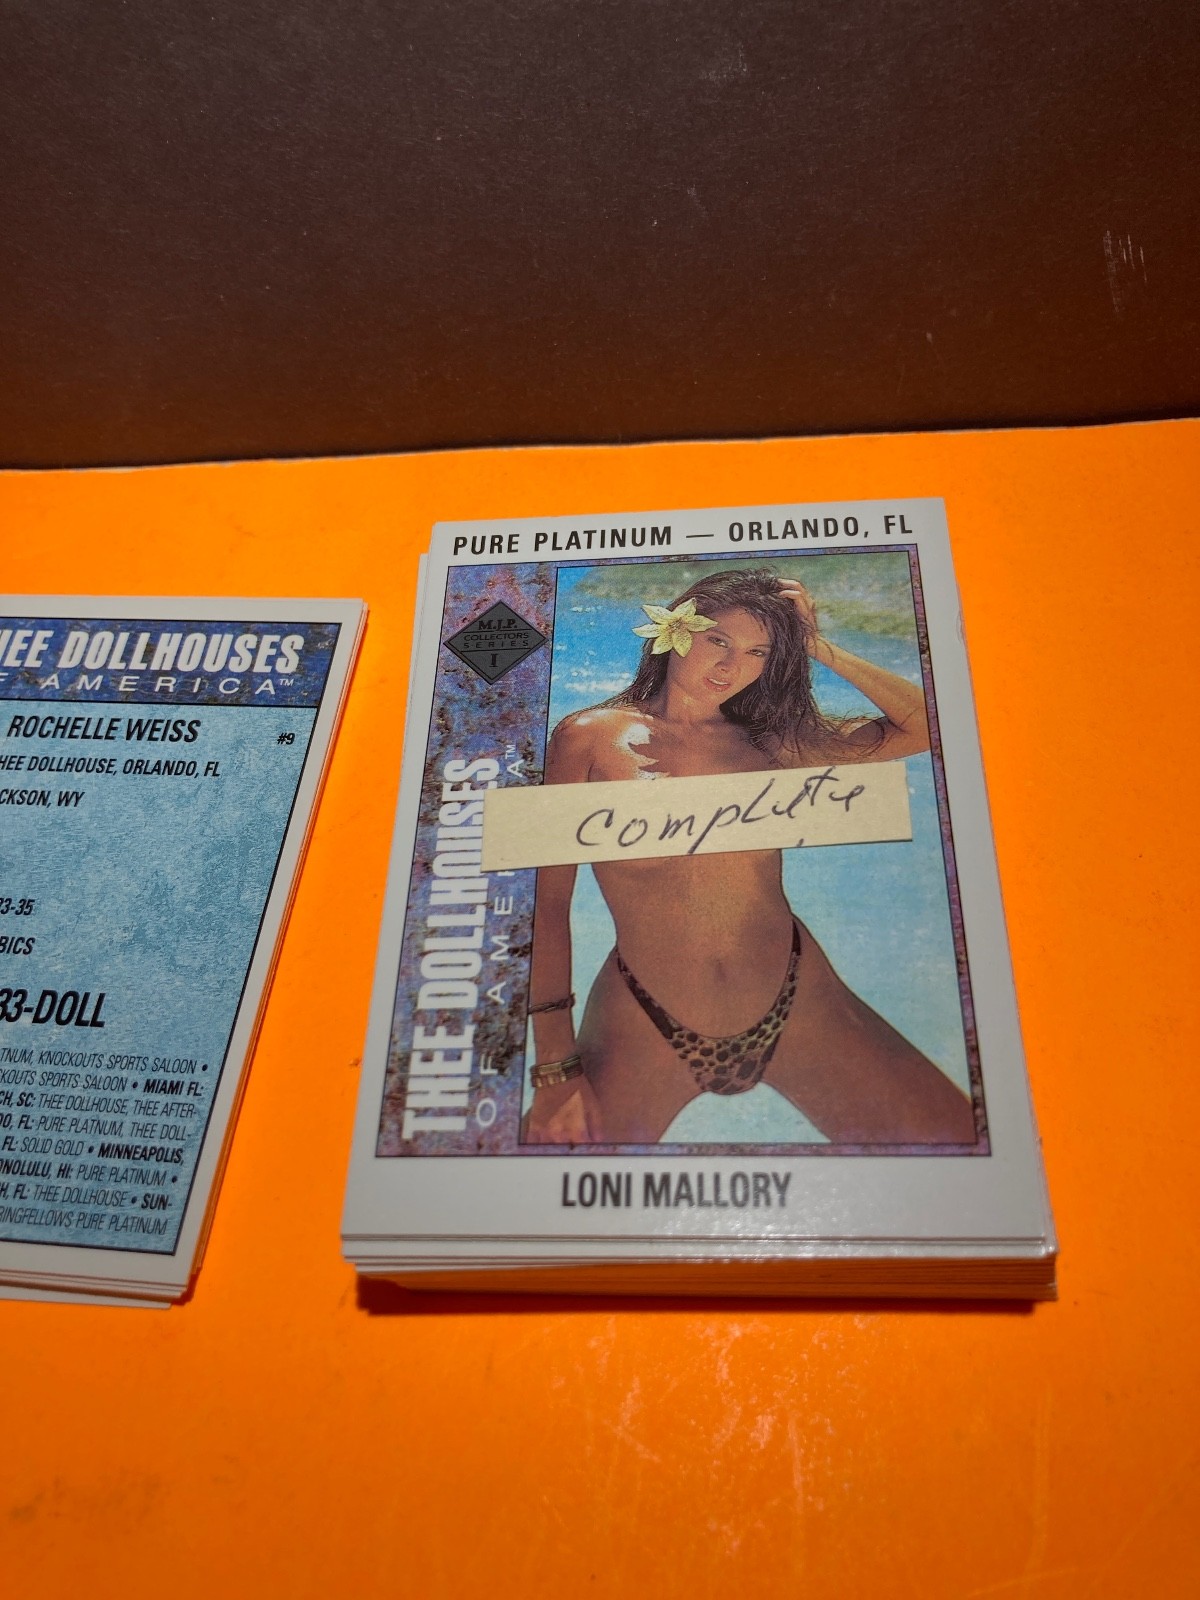 HEE DOLLHOUSES
F AMERICA™
ROCHELLE WEISS
#9
HEE DOLLHOUSE, ORLANDO, FL
CKSON, WY
23-35
BICS
33-DOLL
TNUM, KNOCKOUTS SPORTS SALOON •
CKOUTS SPORTS SALOON • MIAMI FL:
CH, SC: THEE DOLLHOUSE, THEE AFTER-
DO, FL: PURE PLATNUM, THEE DOLL-
FL: SOLID GOLD • MINNEAPOLIS,
ONOLULU, HI: PURE PLATINUM •
H, FL: THEE DOLLHOUSE • SUN-
RINGFELLOWS PURE PLATINUM
PURE PLATINUM — ORLANDO, FL
M.J.P.
COLLECTORS
SERIES
I
THEE DOLLHOUSES
OF AMERICA™
Complete
LONI MALLORY